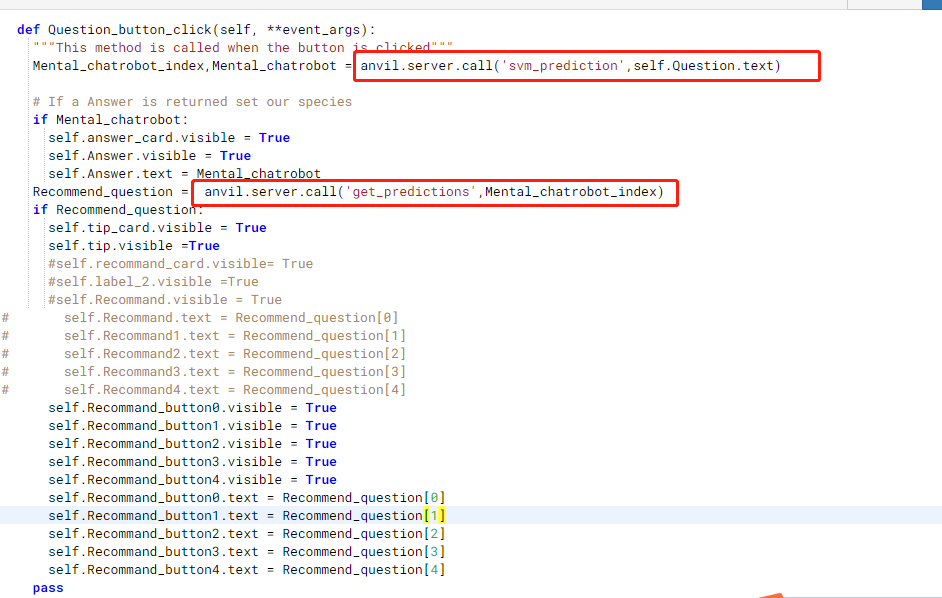 def Question_button_click(self, **event_args):
"""This method is called when the button is clicked"""
Mental_chatrobot_index,Mental_chatrobot = anvil.server.call('svm_prediction',self.Question.text)
# If a Answer is returned set our species
if Mental_chatrobot:
self.answer_card.visible = True
self.Answer.visible = True
self.Answer.text = Mental_chatrobot
Recommend_question = anvil.server.call('get_predictions',Mental_chatrobot_index)
if Recommend_question:
self.tip_card.visible = True
self.tip.visible =True
#self.recommand_card.visible= True
#self.label_2.visible =True
#self.Recommand.visible = True
# self.Recommand.text = Recommend_question[0]
# self.Recommand1.text = Recommend_question[1]
# self.Recommand2.text = Recommend_question[2]
# self.Recommand3.text = Recommend_question[3]
# self.Recommand4.text = Recommend_question[4]
self.Recommand_button0.visible = True
self.Recommand_button1.visible = True
self.Recommand_button2.visible = True
self.Recommand_button3.visible = True
self.Recommand_button4.visible = True
self.Recommand_button0.text = Recommend_question[0]
self.Recommand_button1.text = Recommend_question[1]
self.Recommand_button2.text = Recommend_question[2]
self.Recommand_button3.text = Recommend_question[3]
self.Recommand_button4.text = Recommend_question[4]
pass